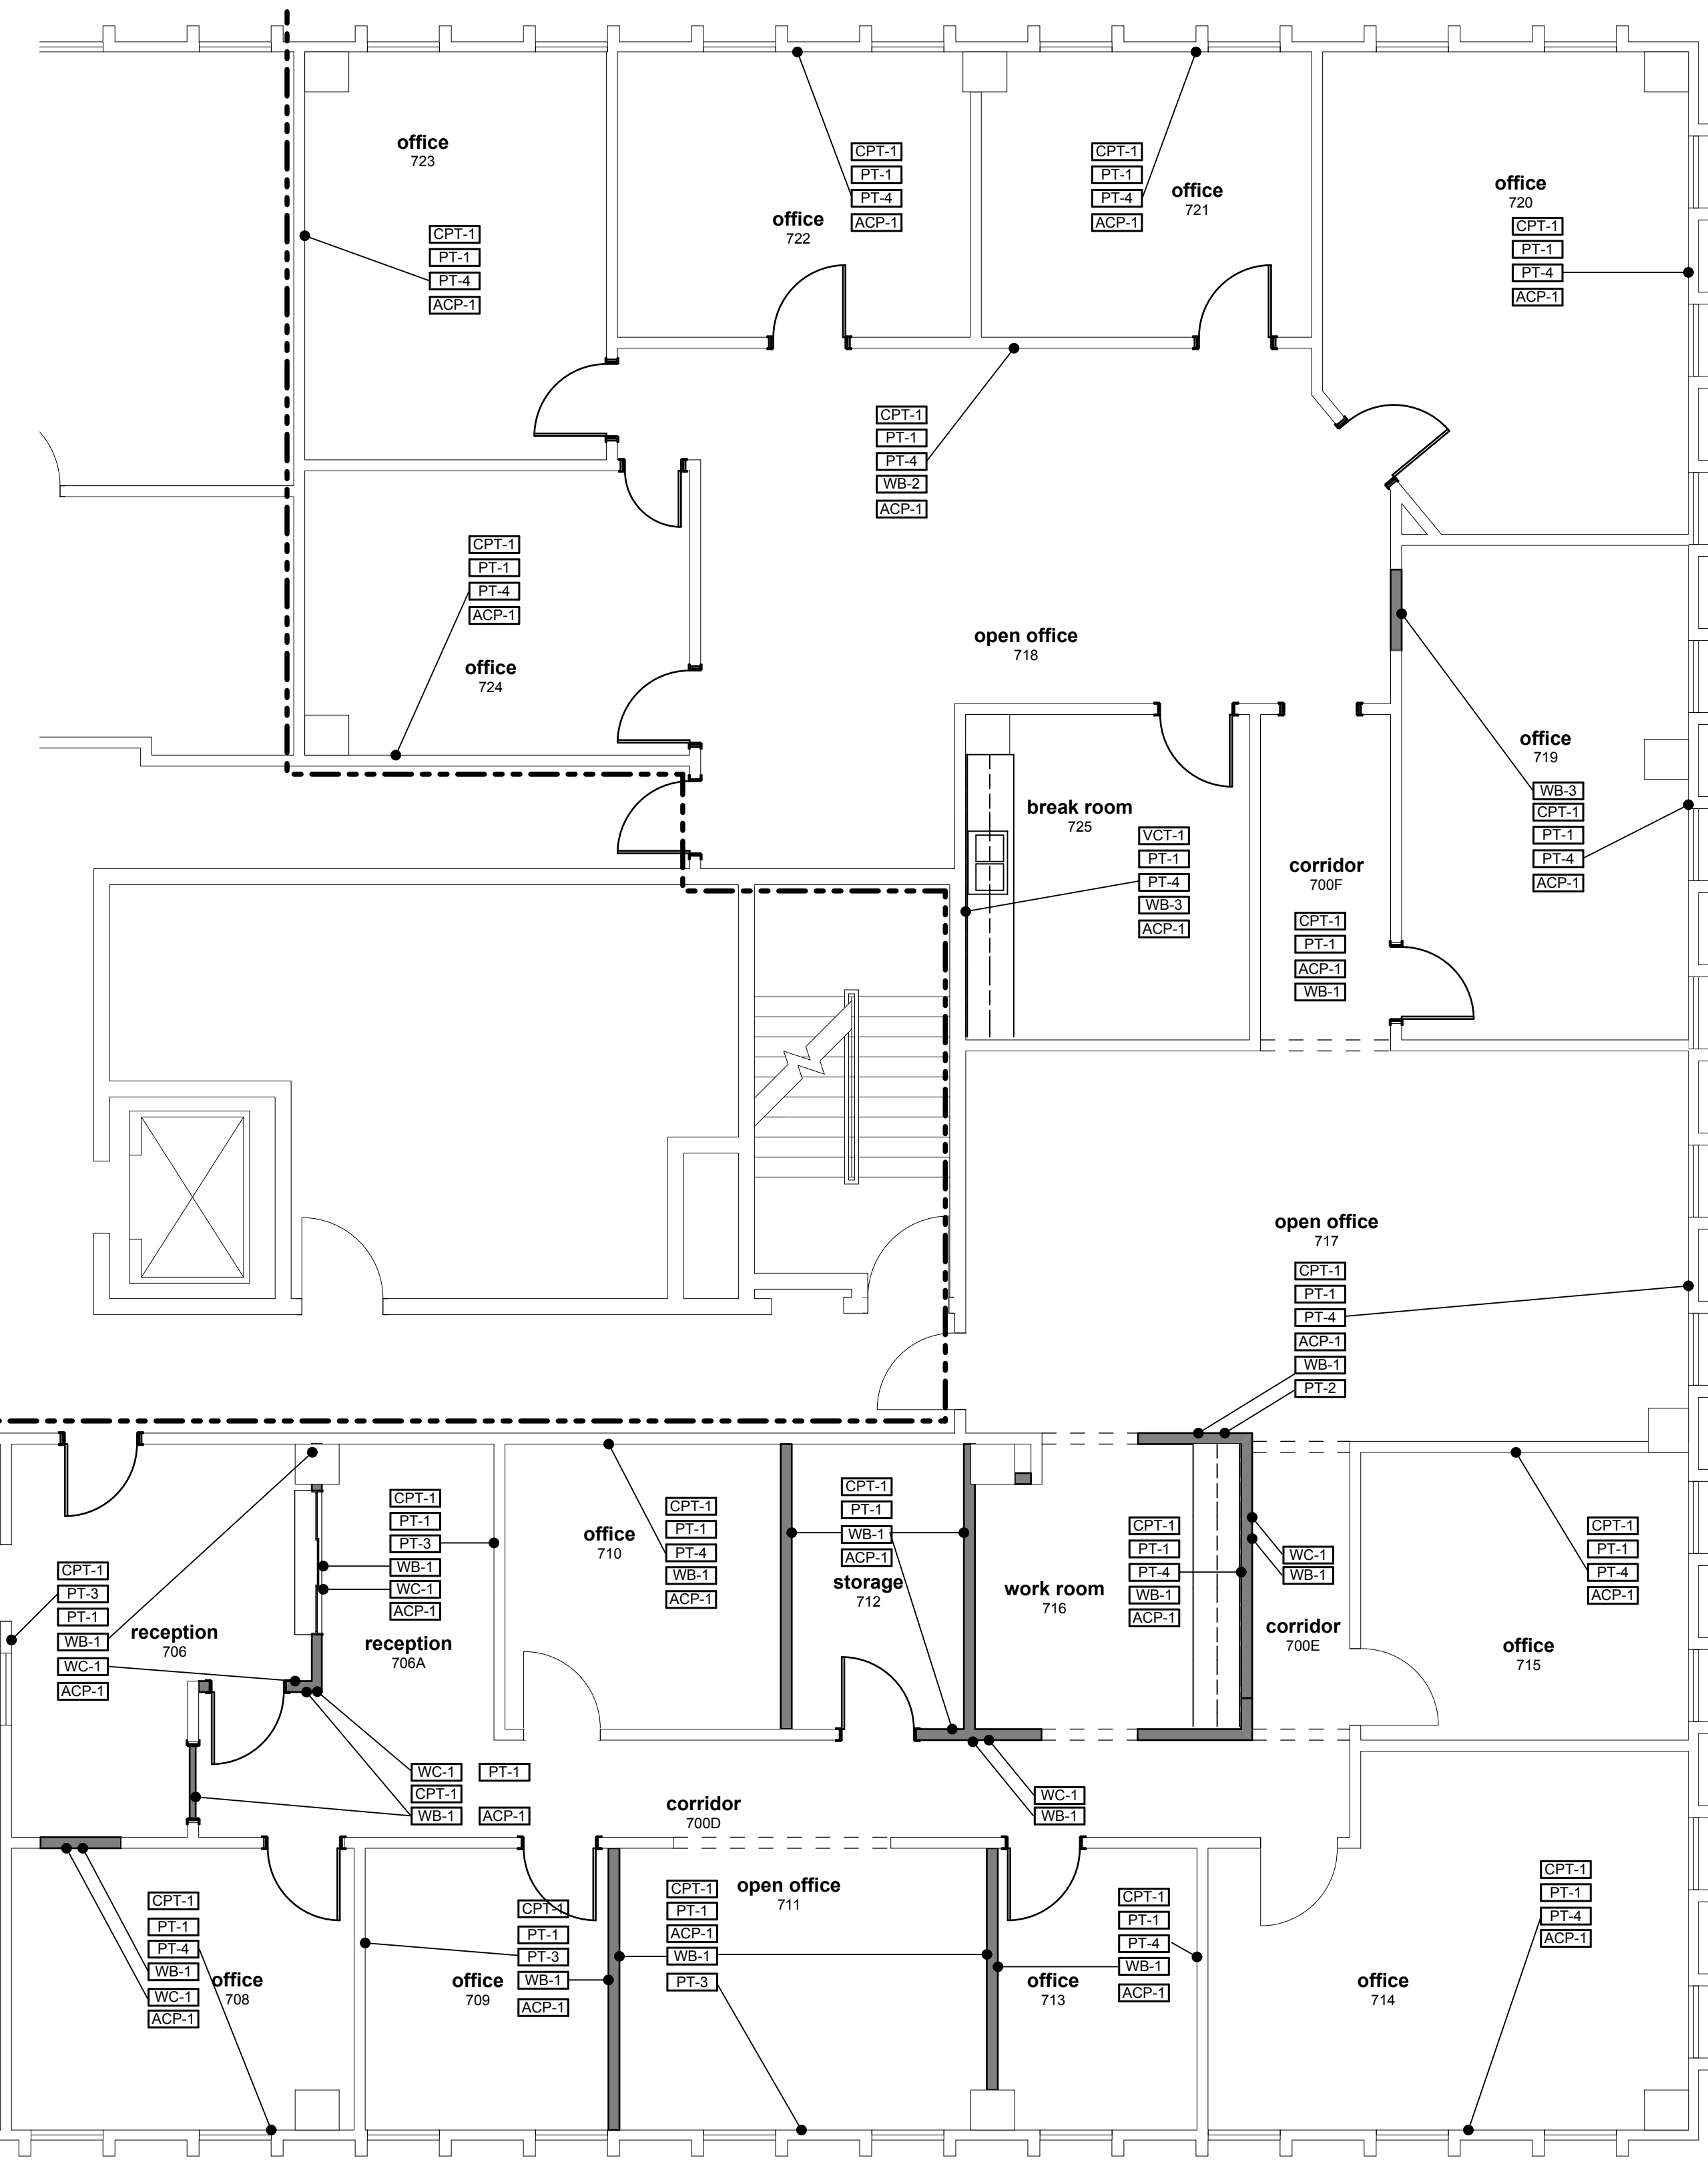 office
723
CPT-1
PT-1
PT-4
ACP-1
office
722
CPT-1
PT-1
PT-4
ACP-1
CPT-1
PT-1
PT-4
ACP-1
office
721
office
720
CPT-1
PT-1
PT-4
ACP-1
CPT-1
PT-1
PT-4
WB-2
ACP-1
open office
718
CPT-1
PT-1
PT-4
ACP-1
office
724
office
719
WB-3
CPT-1
PT-1
PT-4
ACP-1
break room
725
VCT-1
PT-1
PT-4
WB-3
ACP-1
corridor
700F
CPT-1
PT-1
ACP-1
WB-1
open office
717
CPT-1
PT-1
PT-4
ACP-1
WB-1
PT-2
CPT-1
PT-3
PT-1
WB-1
WC-1
ACP-1
reception
706
CPT-1
PT-1
PT-3
WB-1
WC-1
ACP-1
reception
706A
office
710
CPT-1
PT-1
PT-4
WB-1
ACP-1
CPT-1
PT-1
WB-1
ACP-1
storage
712
work room
716
CPT-1
PT-1
PT-4
WB-1
ACP-1
WC-1
WB-1
corridor
700E
CPT-1
PT-1
PT-4
ACP-1
office
715
WC-1 PT-1
CPT-1
WB-1 ACP-1
corridor
700D
WC-1
WB-1
CPT-1
PT-1
PT-4
WB-1
WC-1
ACP-1
office
708
office
709
CPT-1
PT-1
PT-3
WB-1
ACP-1
CPT-1
PT-1
ACP-1
WB-1
PT-3
open office
711
office
713
CPT-1
PT-1
PT-4
WB-1
ACP-1
office
714
CPT-1
PT-1
PT-4
ACP-1